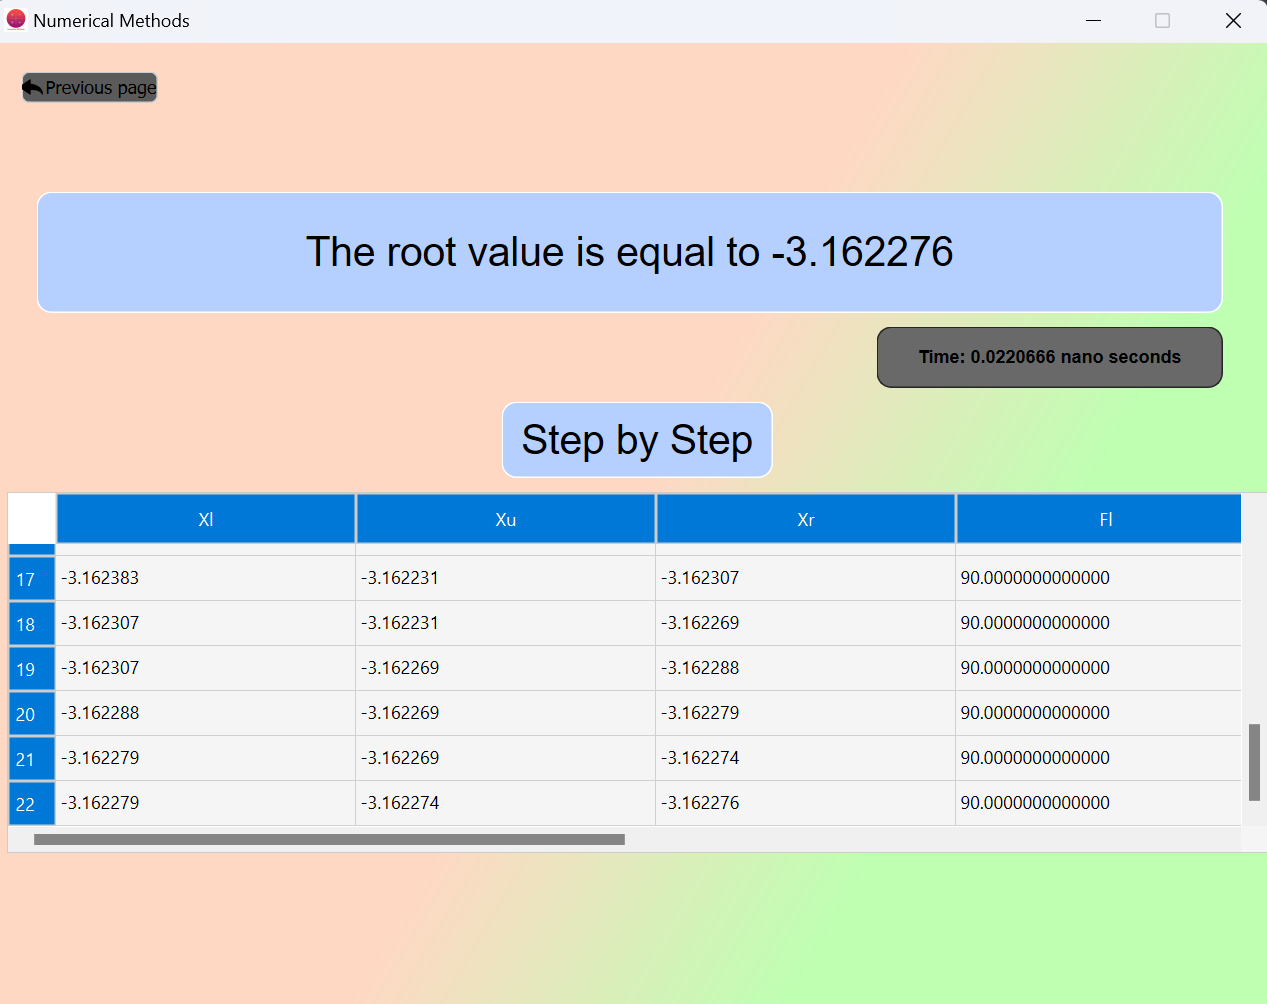 Numerical Methods
Previous page
The root value is equal to -3.162276
Time: 0.0220666 nano seconds
Step by Step
Xl Xu Xr Fl
17 -3.162383 -3.162231 -3.162307 90.0000000000000
18 -3.162307 -3.162231 -3.162269 90.0000000000000
19 -3.162307 -3.162269 -3.162288 90.0000000000000
20 -3.162288 -3.162269 -3.162279 90.0000000000000
21 -3.162279 -3.162269 -3.162274 90.0000000000000
22 -3.162279 -3.162274 -3.162276 90.0000000000000